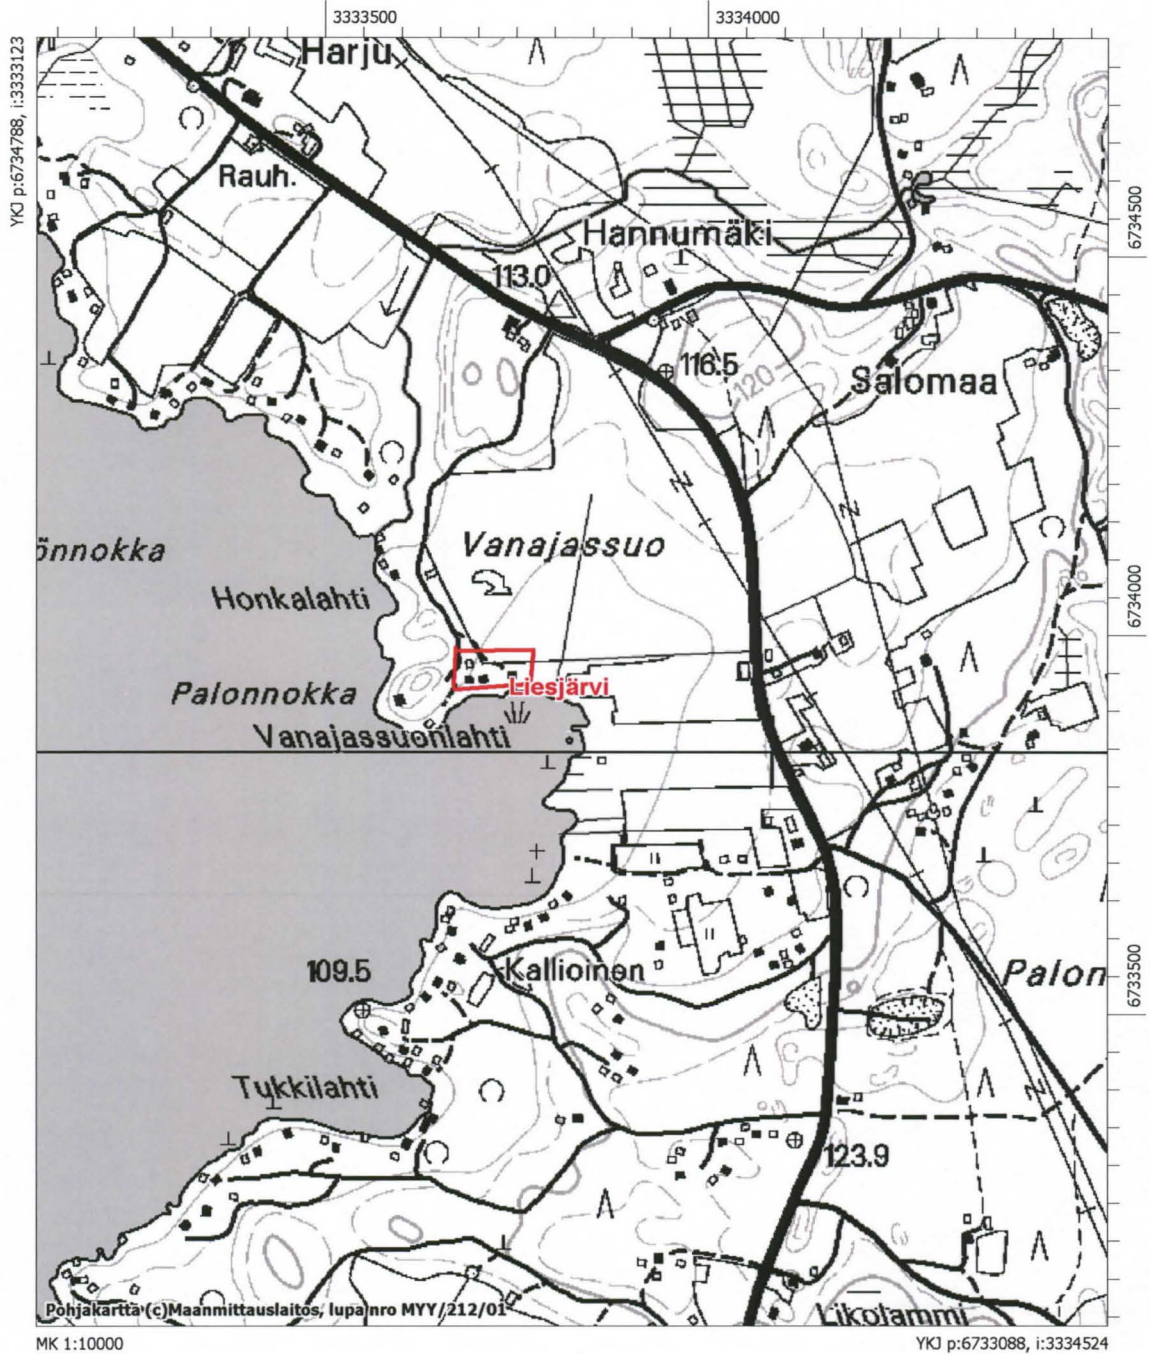 3333500
3334000
YKJ p:6734788, i:3333123
Harju
Rauh.
Hannumäki
6734500
113.0
116.5
120
Salomaa
önnokka
Vanajassuo
Honkalahti
6734000
Palonnokka
Liesjärvi
Vanajassuonlahti
109.5
Kallioinon
Palon
6733500
Tukkilahti
123.9
Pohjakartta (c)Maanmittauslaitos, lupa nro MYY/212/01
Likolammi
MK 1:10000
YKJ p:6733088, i:3334524